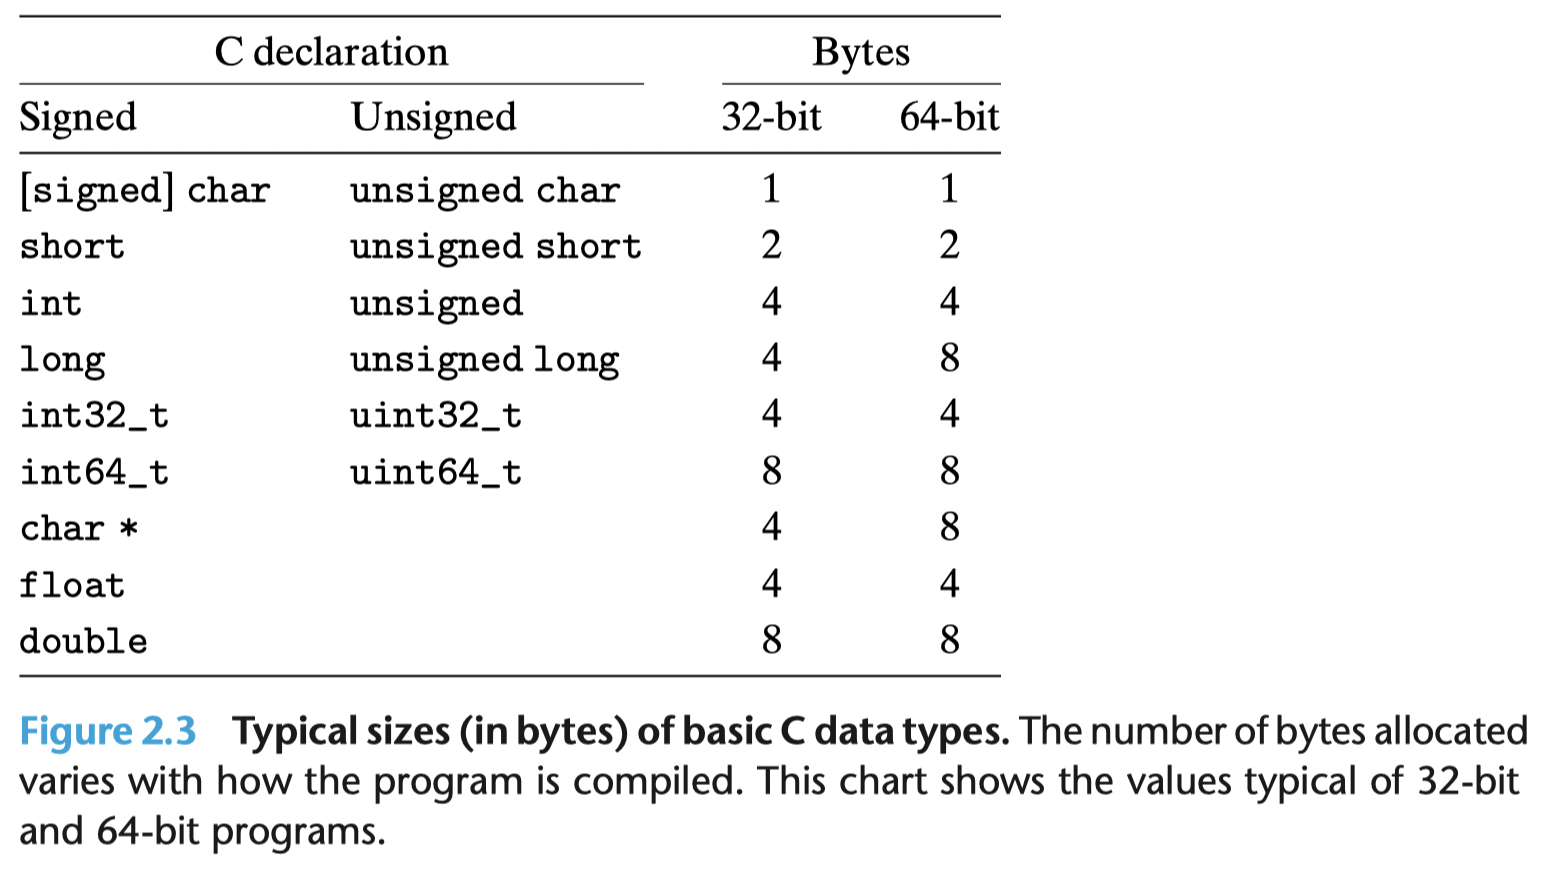 C declaration Bytes
Signed Unsigned 32-bit 64-bit
[signed] char unsigned char 1 1
short unsigned short 2 2
int unsigned 4 4
long unsigned long 4 8
int32_t uint32_t 4 4
int64_t uint64_t 8 8
char * 4 8
float 4 4
double 8 8
Figure 2.3 Typical sizes (in bytes) of basic C data types. The number of bytes allocated
varies with how the program is compiled. This chart shows the values typical of 32-bit
and 64-bit programs.